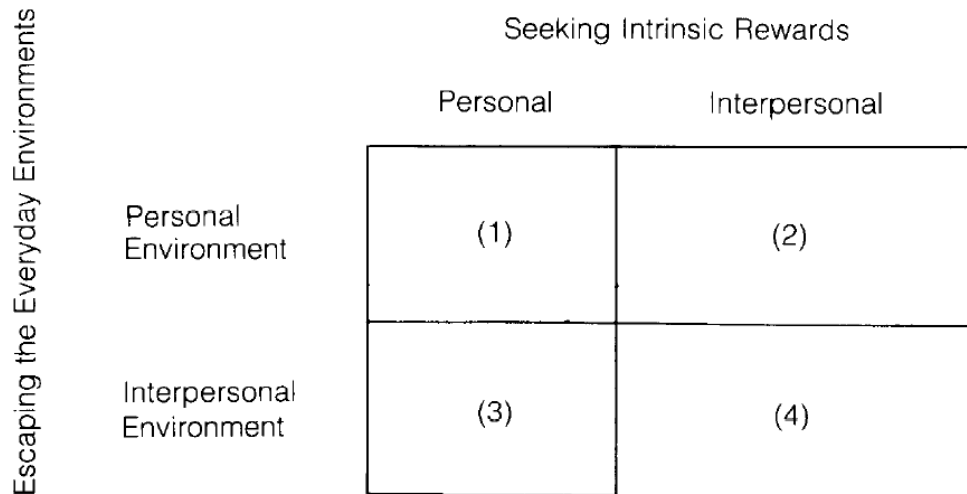 Seeking Intrinsic Rewards
Personal Interpersonal
Escaping the Everyday Environments
Personal
Environment
(1) (2)
Interpersonal
Environment
(3) (4)